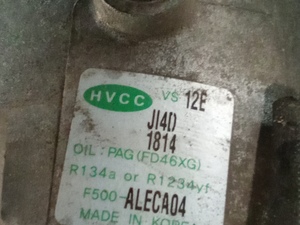 HVCC VS 12E
JI4D
1814
OIL : PAG (FD46XG)
R134a or R1234yf
F500-ALECA04
MADE IN KOREA